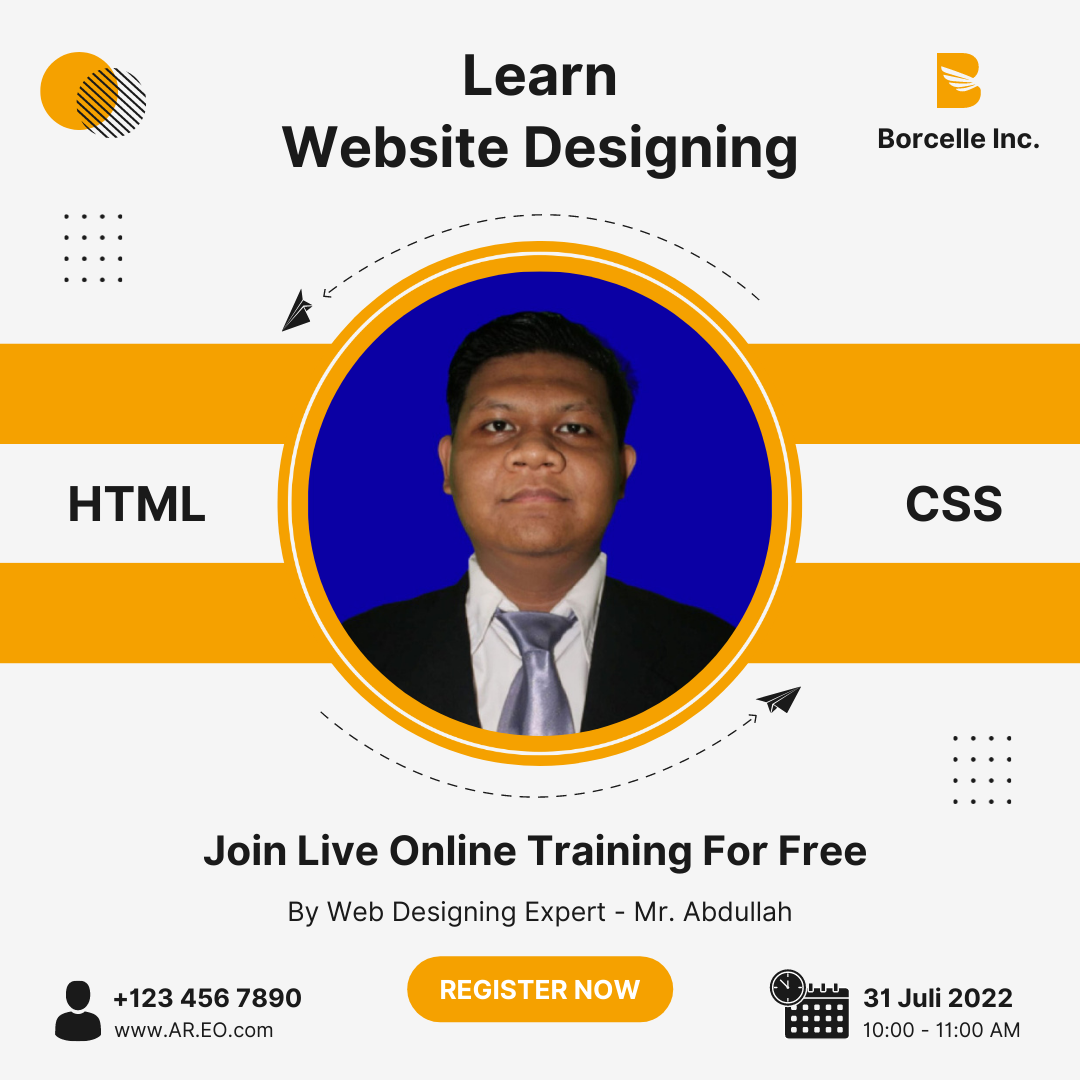 Learn
Website Designing
Borcelle Inc.
HTML
CSS
Join Live Online Training For Free
By Web Designing Expert - Mr. Abdullah
REGISTER NOW
+123 456 7890
www.AR.EO.com
31 Juli 2022
10:00 - 11:00 AM